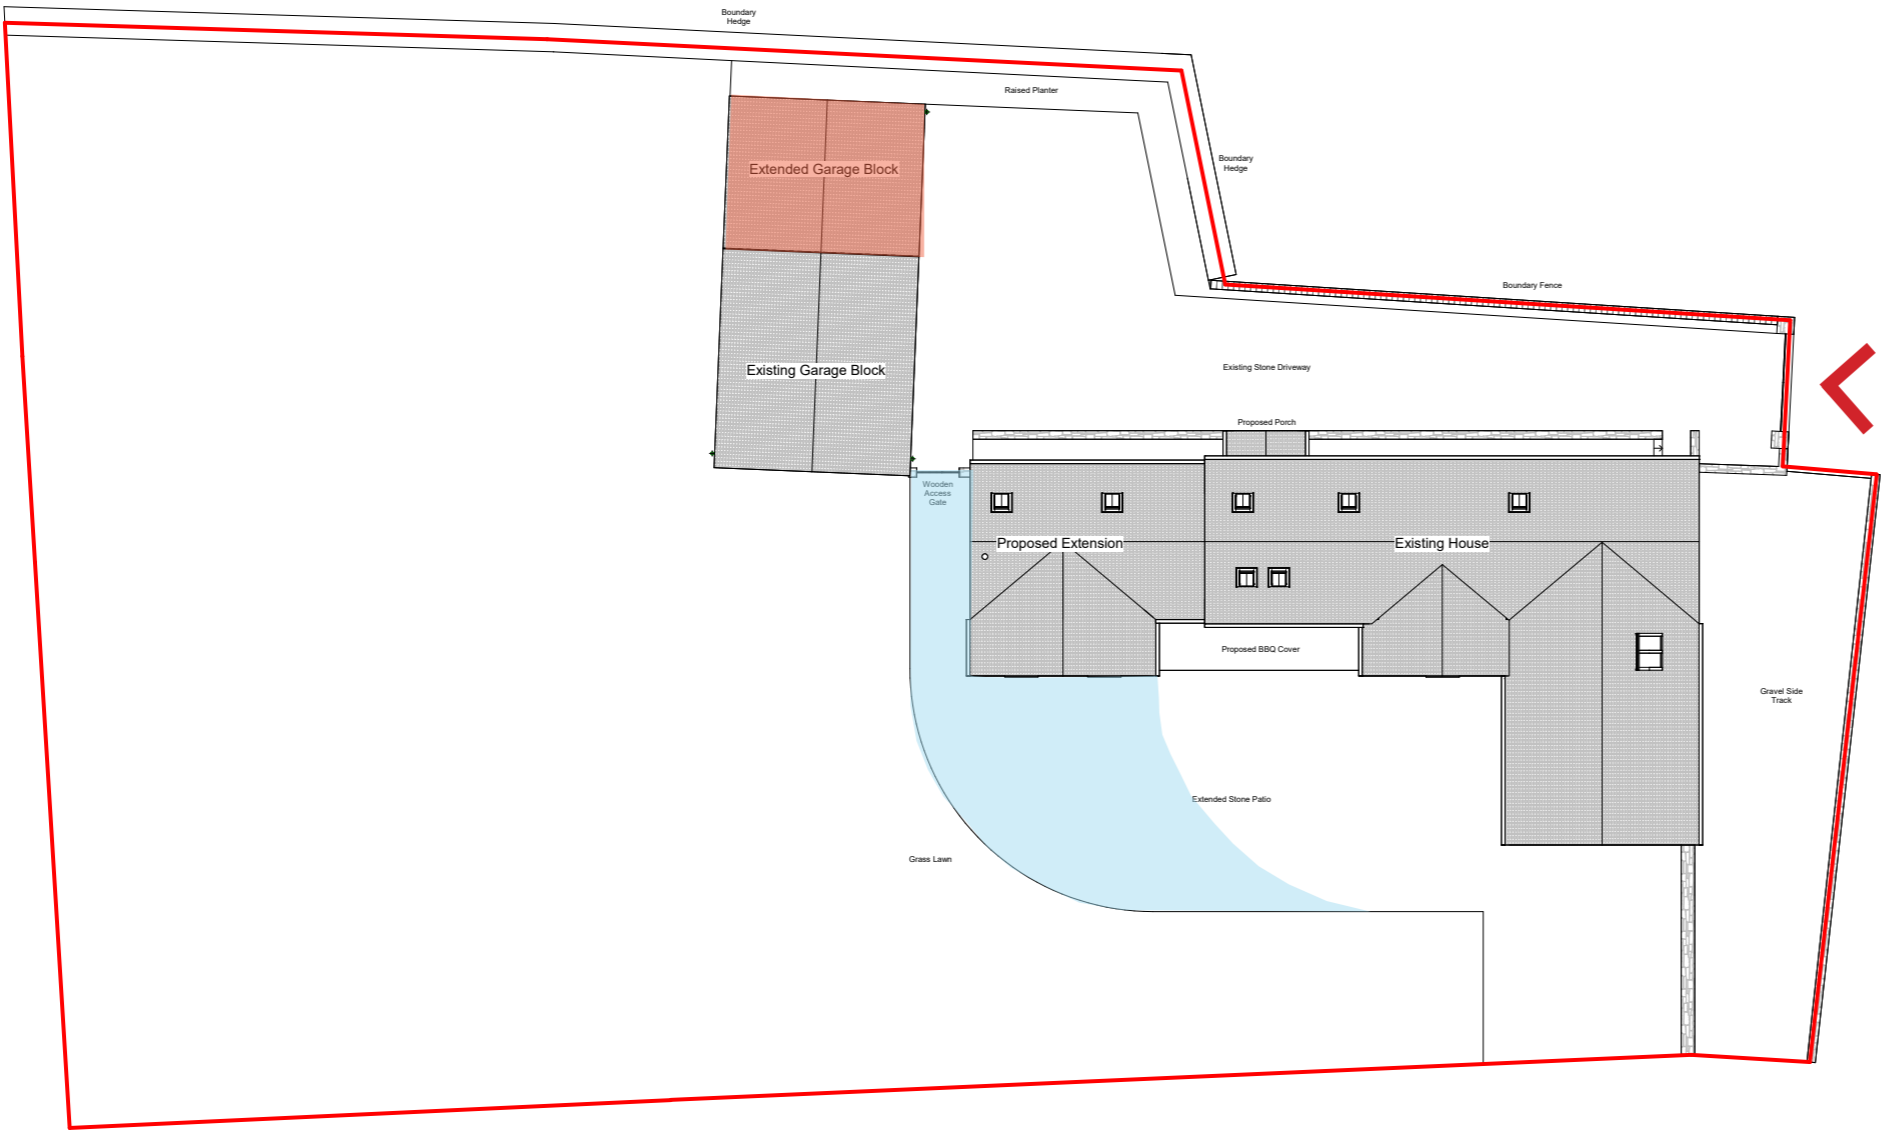 Boundary
Hedge
Raised Planter
Extended Garage Block
Boundary
Hedge
Boundary Fence
Existing Garage Block
Existing Stone Driveway
Proposed Porch
Wooden
Access
Gate
Proposed Extension
Existing House
Proposed BBQ Cover
Gravel Side
Track
Extended Stone Patio
Grass Lawn